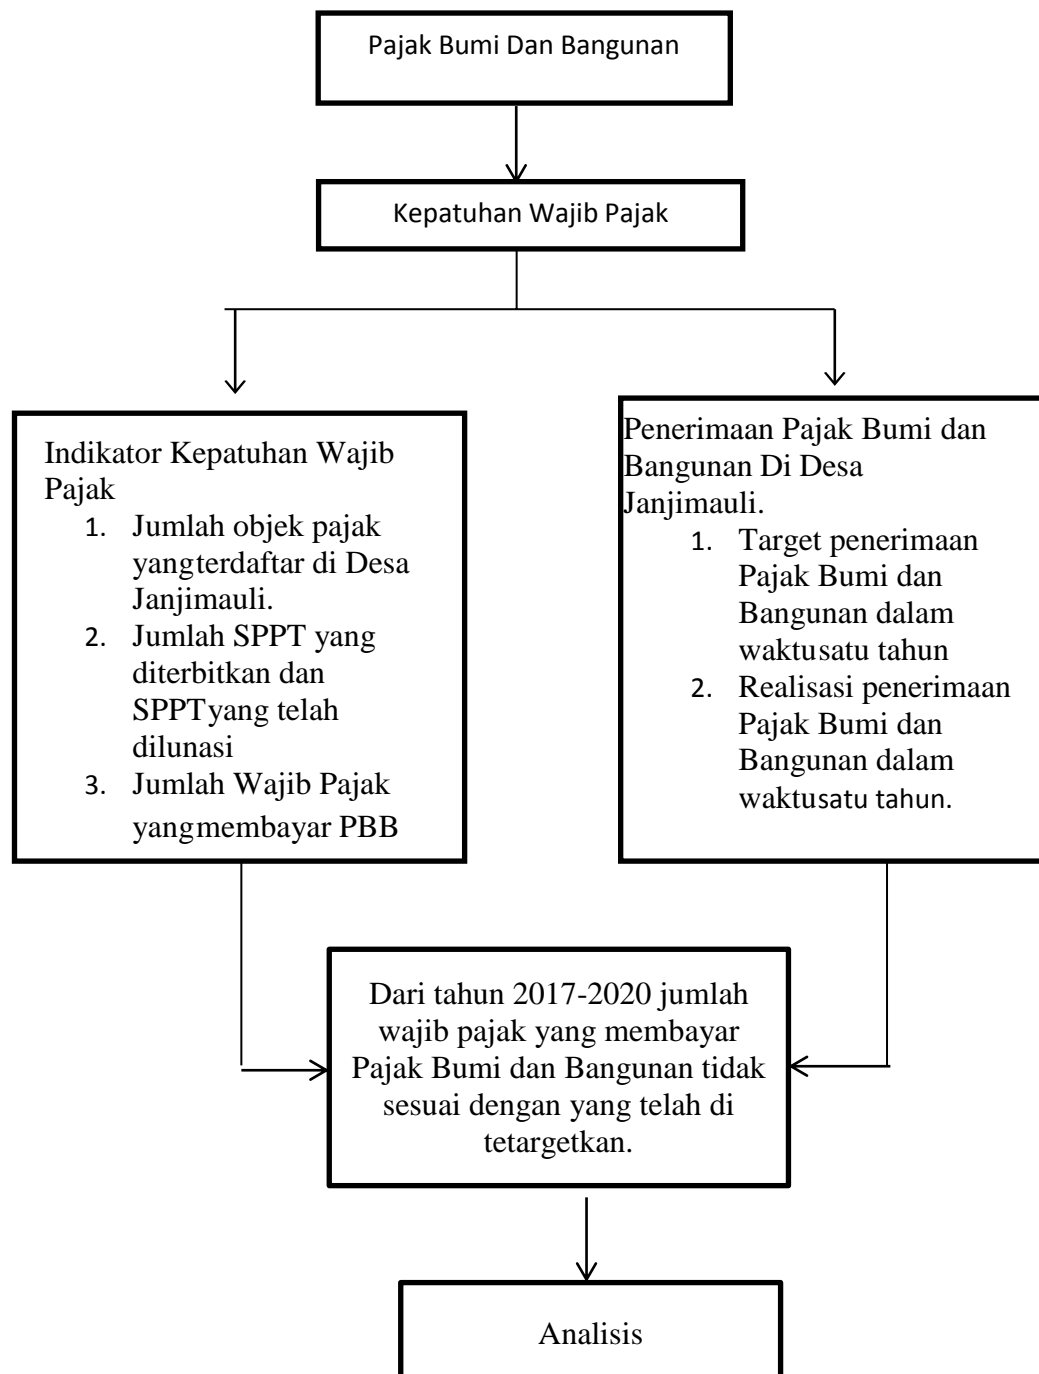 Pajak Bumi Dan Bangunan
Kepatuhan Wajib Pajak
Indikator Kepatuhan Wajib
Pajak
1. Jumlah objek pajak
yangterdaftar di Desa
Janjimauli.
2. Jumlah SPPT yang
diterbitkan dan
SPPTyang telah
dilunasi
3. Jumlah Wajib Pajak
yangmembayar PBB
Penerimaan Pajak Bumi dan
Bangunan Di Desa
Janjimauli.
1. Target penerimaan
Pajak Bumi dan
Bangunan dalam
waktusatu tahun
2. Realisasi penerimaan
Pajak Bumi dan
Bangunan dalam
waktusatu tahun.
Dari tahun 2017-2020 jumlah
wajib pajak yang membayar
Pajak Bumi dan Bangunan tidak
sesuai dengan yang telah di
tetargetkan.
Analisis